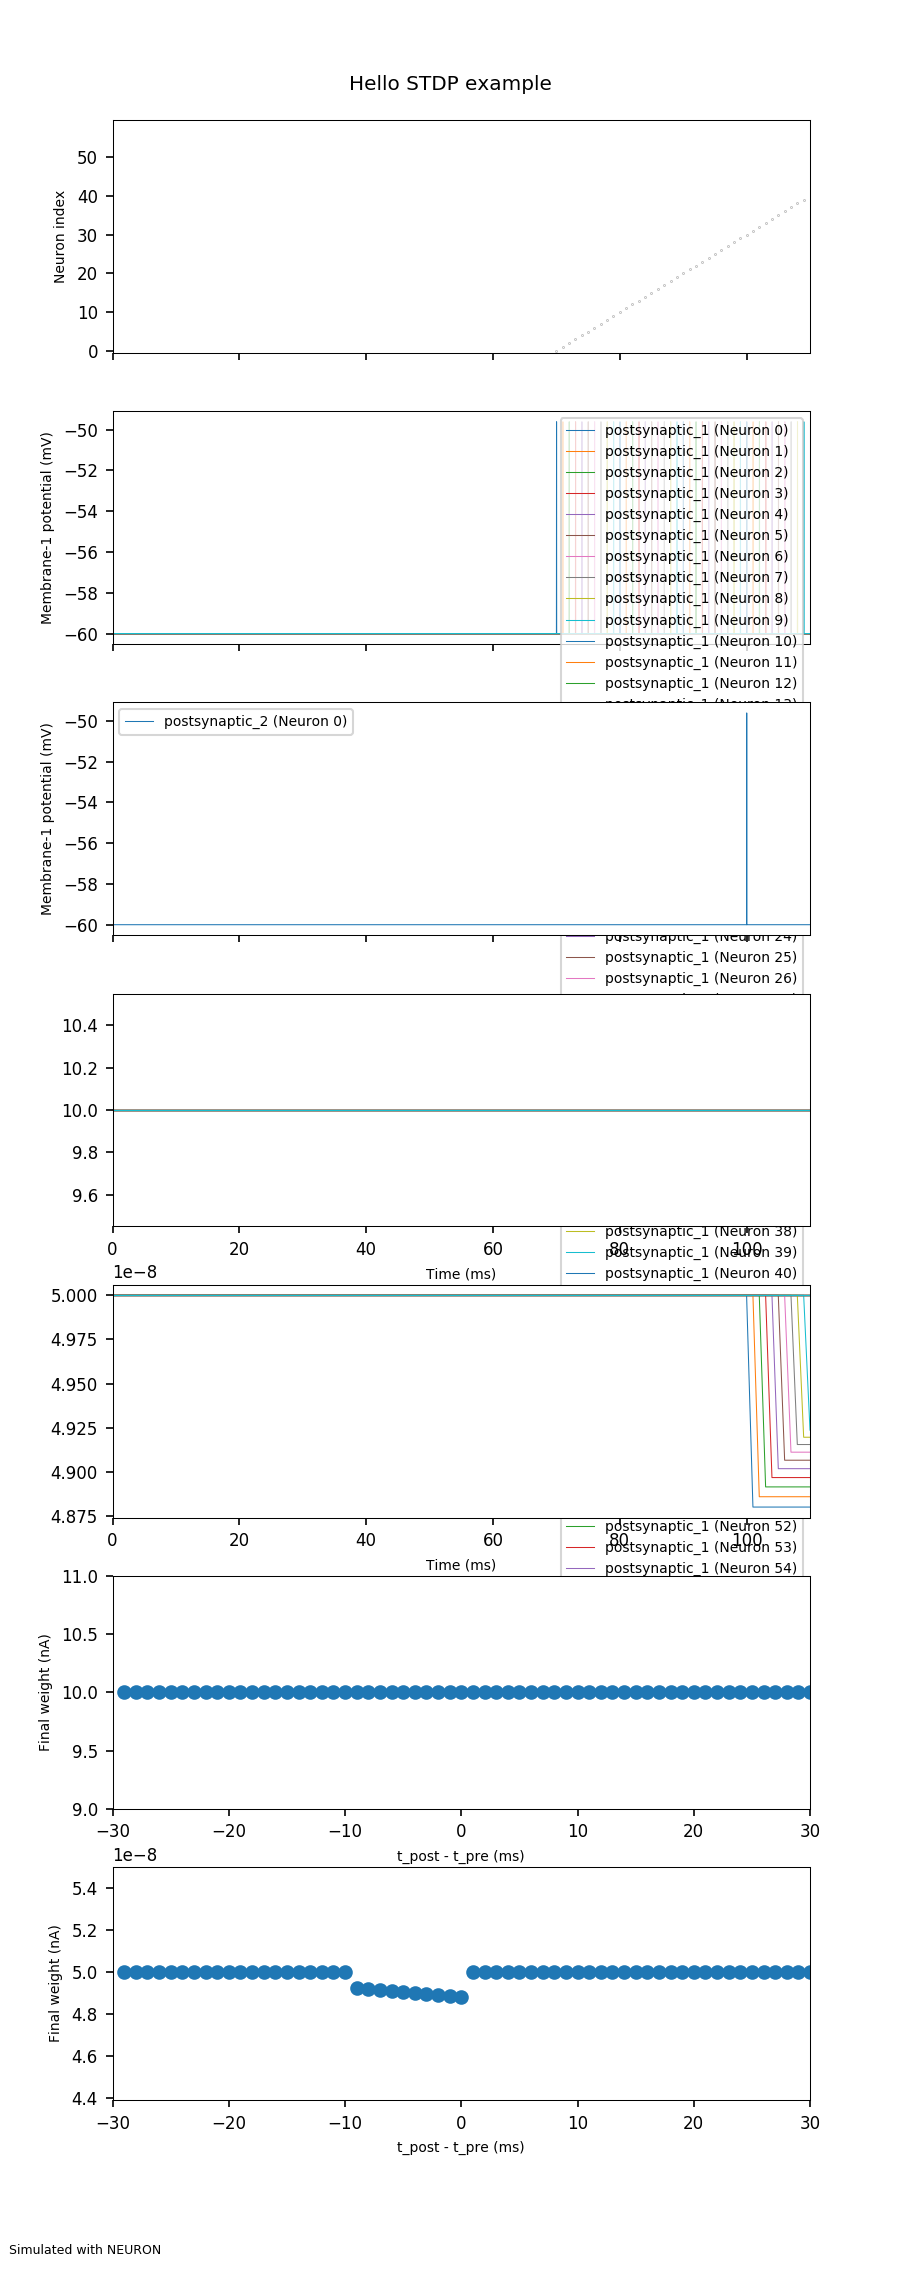 Hello STDP example
50
40
30
20
10
0
Neuron index
−50
−52
−54
−56
−58
−60
Membrane-1 potential (mV)
postsynaptic_1 (Neuron 0)
postsynaptic_1 (Neuron 1)
postsynaptic_1 (Neuron 2)
postsynaptic_1 (Neuron 3)
postsynaptic_1 (Neuron 4)
postsynaptic_1 (Neuron 5)
postsynaptic_1 (Neuron 6)
postsynaptic_1 (Neuron 7)
postsynaptic_1 (Neuron 8)
postsynaptic_1 (Neuron 9)
postsynaptic_1 (Neuron 10)
postsynaptic_1 (Neuron 11)
postsynaptic_1 (Neuron 12)
postsynaptic_1 (Neuron 13)
−50
−52
−54
−56
−58
−60
Membrane-1 potential (mV)
postsynaptic_2 (Neuron 0)
postsynaptic_1 (Neuron 24)
postsynaptic_1 (Neuron 25)
postsynaptic_1 (Neuron 26)
10.4
10.2
10.0
9.8
9.6
0 20 40 60 80 100
Time (ms)
postsynaptic_1 (Neuron 38)
postsynaptic_1 (Neuron 39)
postsynaptic_1 (Neuron 40)
1e−8
5.000
4.975
4.950
4.925
4.900
4.875
0 20 40 60 80 100
Time (ms)
postsynaptic_1 (Neuron 52)
postsynaptic_1 (Neuron 53)
postsynaptic_1 (Neuron 54)
11.0
10.5
10.0
9.5
9.0
Final weight (nA)
−30 −20 −10 0 10 20 30
t_post - t_pre (ms)
1e−8
5.4
5.2
5.0
4.8
4.6
4.4
Final weight (nA)
−30 −20 −10 0 10 20 30
t_post - t_pre (ms)
Simulated with NEURON